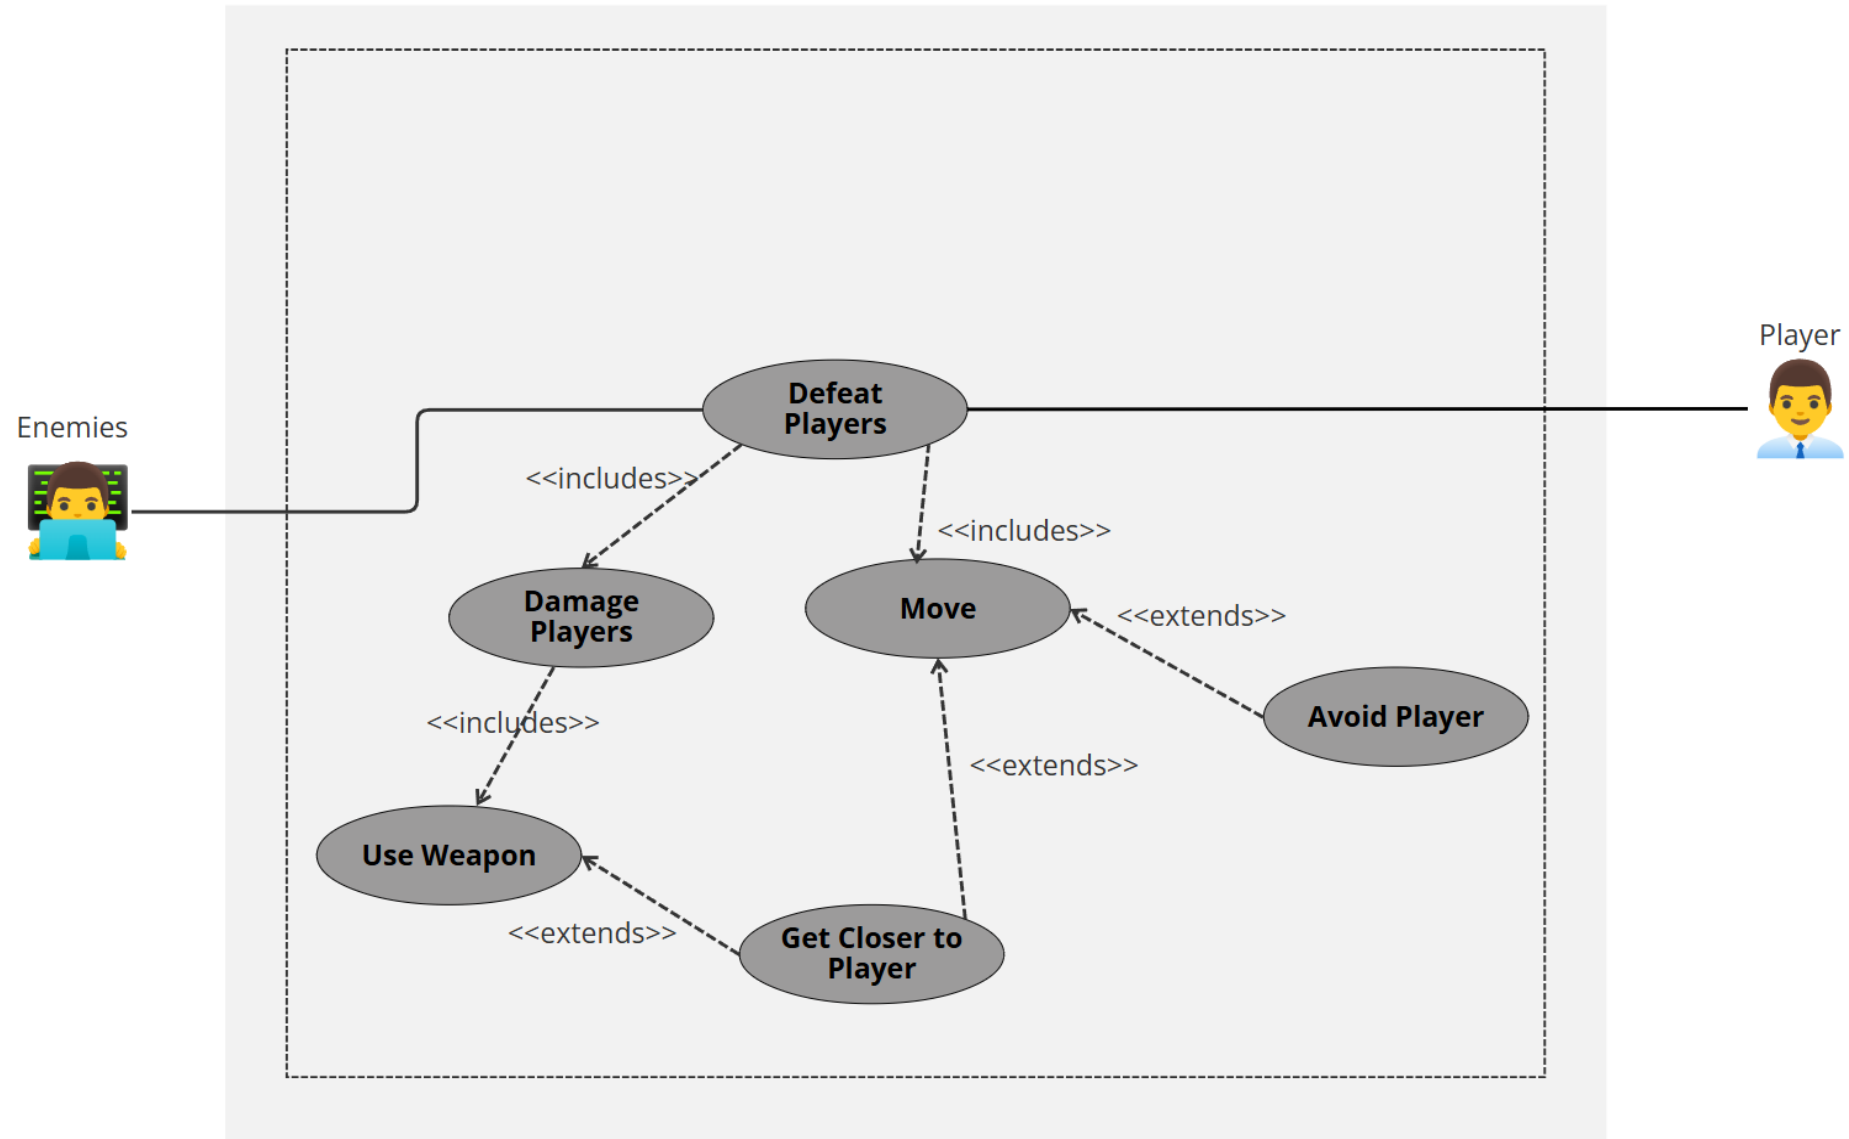 Player
Defeat
Players
Enemies
<<includes>>
<<includes>>
Damage
Players
Move
<<extends>>
Avoid Player
<<includes>>
<<extends>>
Use Weapon
<<extends>>
Get Closer to
Player